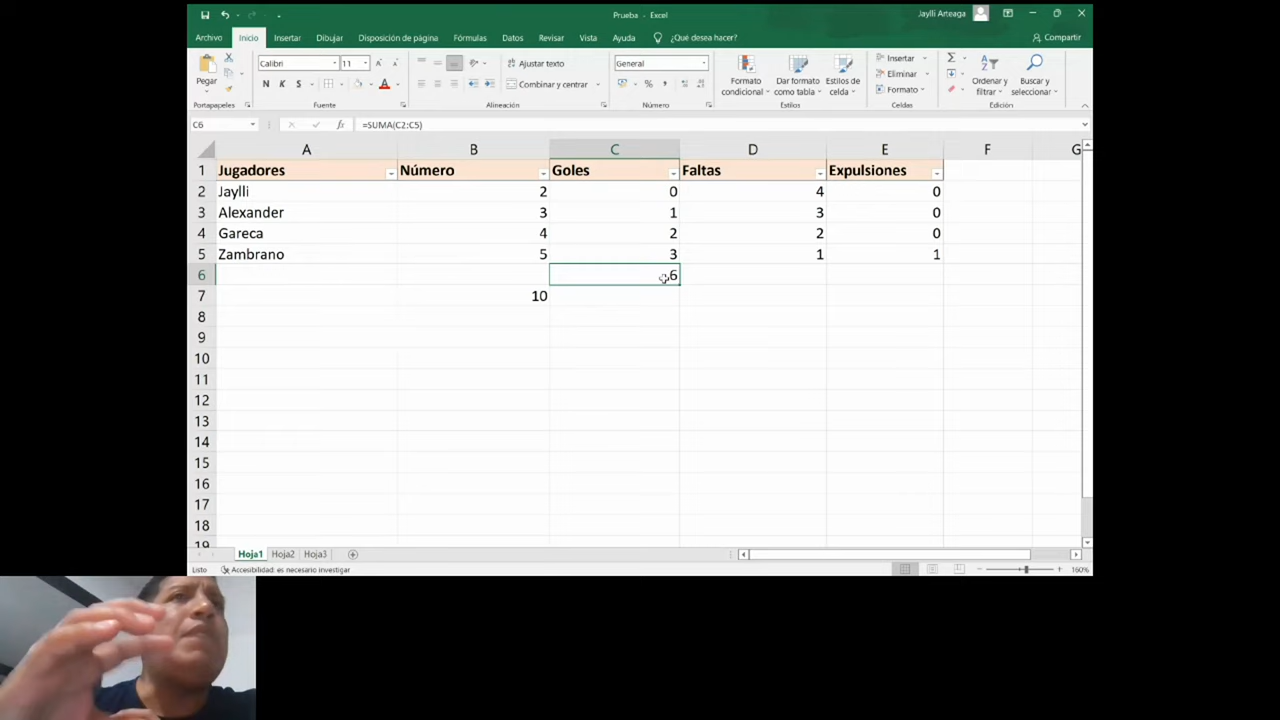 Prueba - Excel
Jaylli Arteaga
Archivo Inicio Insertar Dibujar Disposición de página Fórmulas Datos Revisar Vista Ayuda ¿Qué desea hacer? Compartir
Pegar
Calibri 11
N K S
Ajustar texto
Combinar y centrar
General
% 
Formato condicional
Dar formato como tabla
Estilos de celda
Insertar
Eliminar
Formato
Ordenar y filtrar
Buscar y seleccionar
Portapapeles Fuente Alineación Número Estilos Celdas Edición
C6 fx =SUMA(C2:C5)
A B C D E F G
1 Jugadores Número Goles Faltas Expulsiones
2 Jaylli 2 0 4 0
3 Alexander 3 1 3 0
4 Gareca 4 2 2 0
5 Zambrano 5 3 1 1
6 6
7 10
8
9
10
11
12
13
14
15
16
17
18
19
Hoja1 Hoja2 Hoja3
Listo Accesibilidad: es necesario investigar 160%